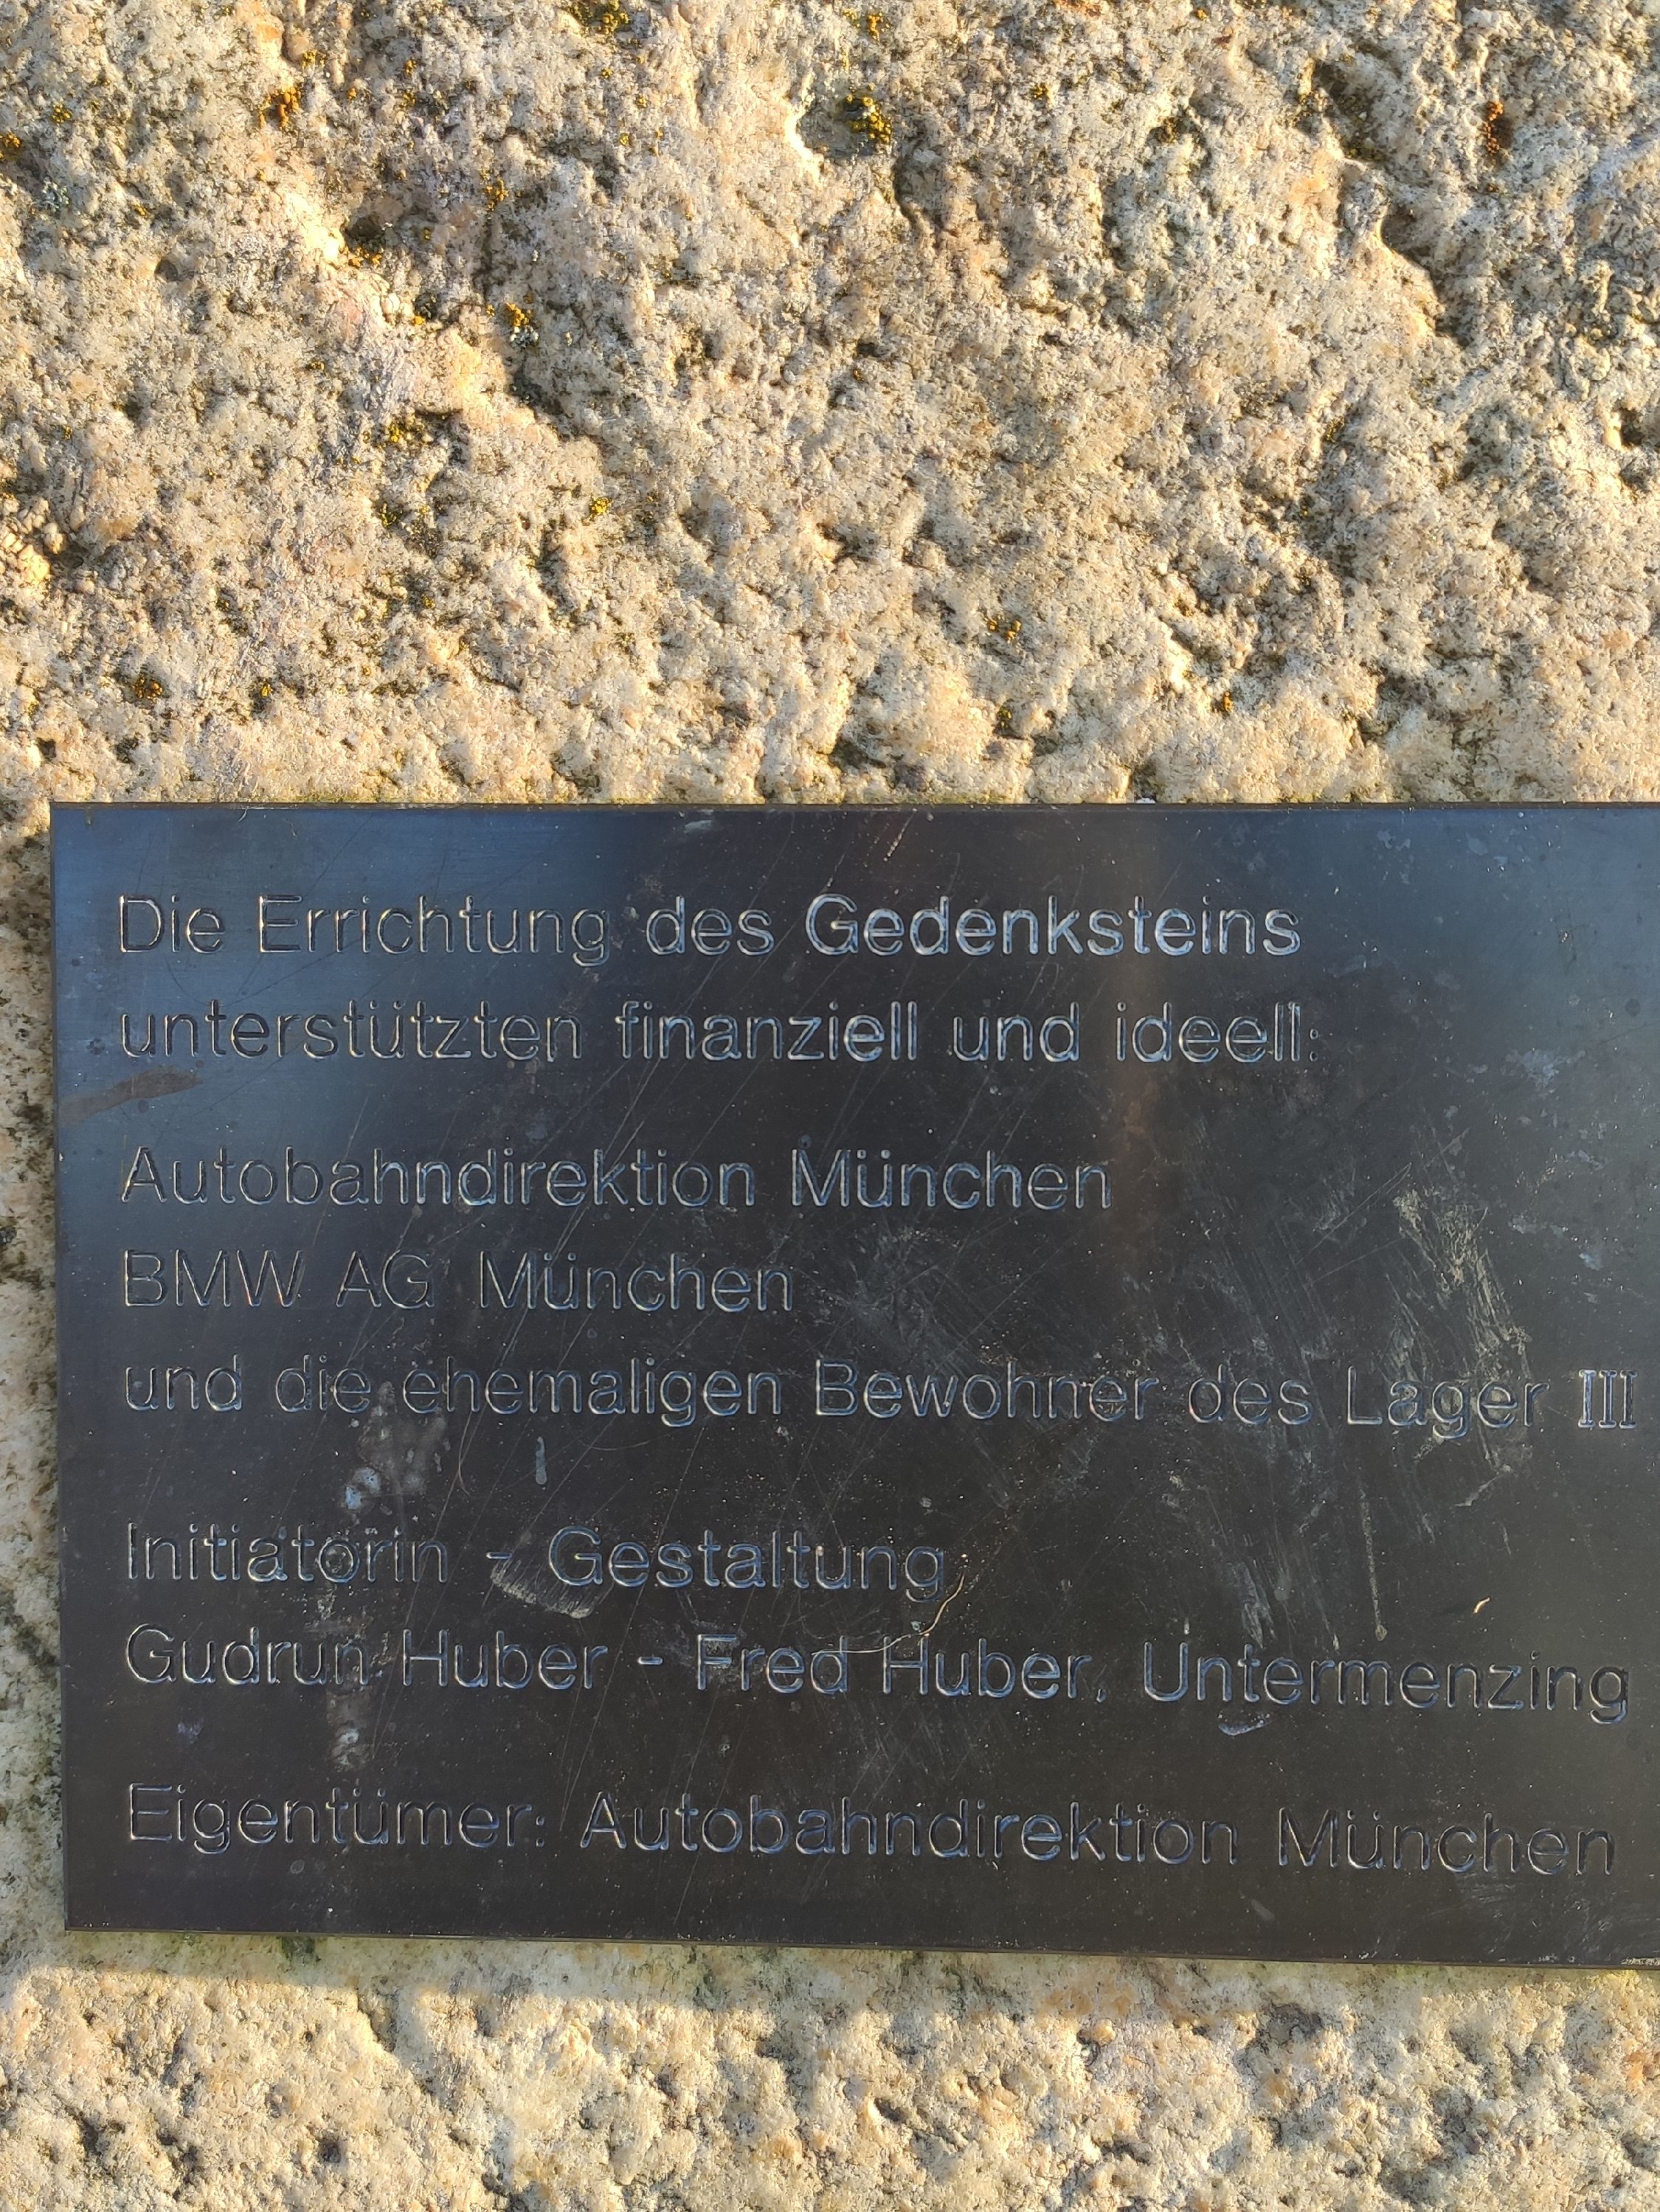 Die Errichtung des Gedenksteins
unterstützten finanziell und ideell:
Autobahndirektion München
BMW AG München
und die ehemaligen Bewohner des Lager III
Initiatorin - Gestaltung
Gudrun Huber - Fred Huber, Untermenzing
Eigentümer: Autobahndirektion München